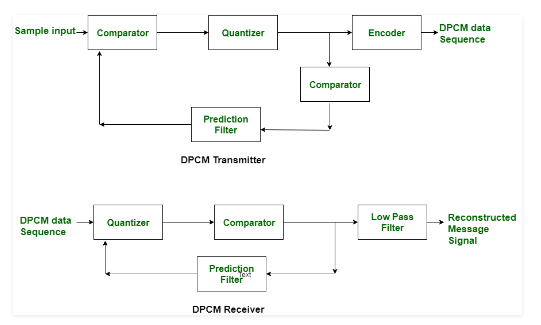 Sample input
Comparator
Quantizer
Encoder
DPCM data
Sequence
Comparator
Prediction
Filter
DPCM Transmitter
DPCM data
Sequence
Quantizer
Comparator
Low Pass
Filter
Reconstructed
Message
Signal
Prediction
Filter
Text
DPCM Receiver